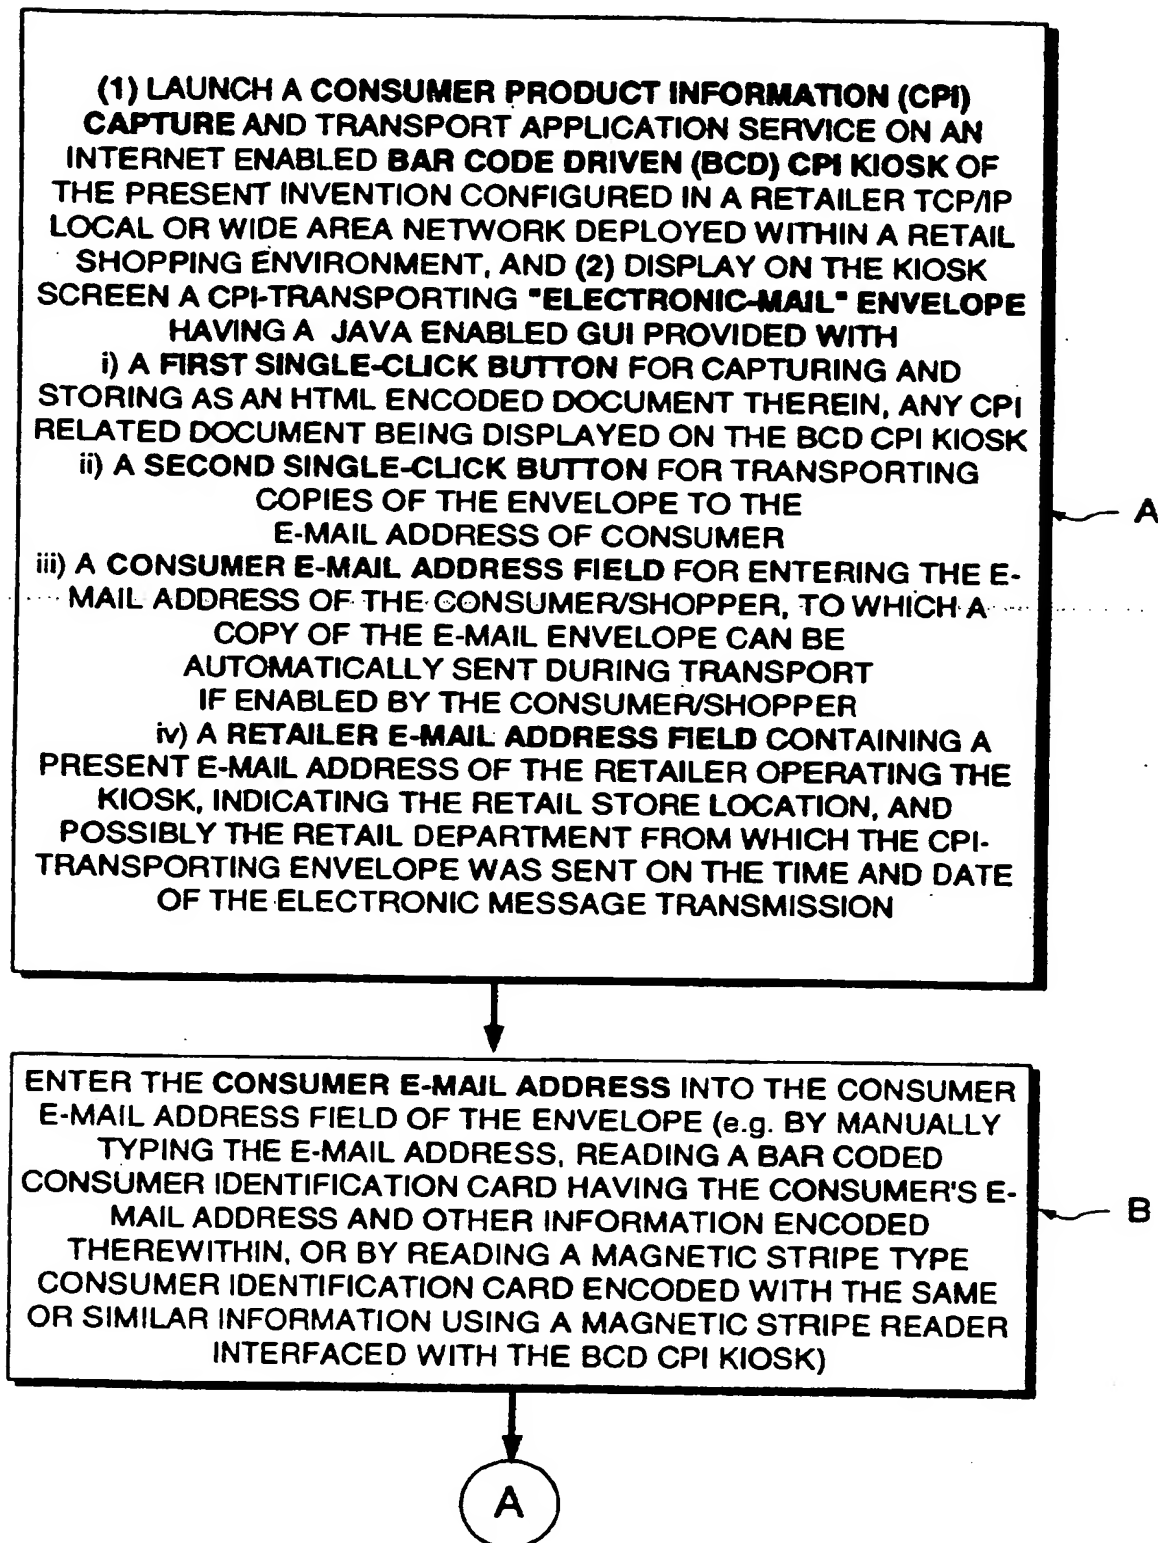 (1) LAUNCH A CONSUMER PRODUCT INFORMATION (CPI)
CAPTURE AND TRANSPORT APPLICATION SERVICE ON AN
INTERNET ENABLED BAR CODE DRIVEN (BCD) CPI KIOSK OF
THE PRESENT INVENTION CONFIGURED IN A RETAILER TCP/IP
LOCAL OR WIDE AREA NETWORK DEPLOYED WITHIN A RETAIL
SHOPPING ENVIRONMENT, AND (2) DISPLAY ON THE KIOSK
SCREEN A CPI-TRANSPORTING "ELECTRONIC-MAIL" ENVELOPE
HAVING A JAVA ENABLED GUI PROVIDED WITH
i) A FIRST SINGLE-CLICK BUTTON FOR CAPTURING AND
STORING AS AN HTML ENCODED DOCUMENT THEREIN, ANY CPI
RELATED DOCUMENT BEING DISPLAYED ON THE BCD CPI KIOSK
ii) A SECOND SINGLE-CLICK BUTTON FOR TRANSPORTING
COPIES OF THE ENVELOPE TO THE
E-MAIL ADDRESS OF CONSUMER
iii) A CONSUMER E-MAIL ADDRESS FIELD FOR ENTERING THE E-
MAIL ADDRESS OF THE CONSUMER/SHOPPER, TO WHICH A
COPY OF THE E-MAIL ENVELOPE CAN BE
AUTOMATICALLY SENT DURING TRANSPORT
IF ENABLED BY THE CONSUMER/SHOPPER
iv) A RETAILER E-MAIL ADDRESS FIELD CONTAINING A
PRESENT E-MAIL ADDRESS OF THE RETAILER OPERATING THE
KIOSK, INDICATING THE RETAIL STORE LOCATION, AND
POSSIBLY THE RETAIL DEPARTMENT FROM WHICH THE CPI-
TRANSPORTING ENVELOPE WAS SENT ON THE TIME AND DATE
OF THE ELECTRONIC MESSAGE TRANSMISSION
A
ENTER THE CONSUMER E-MAIL ADDRESS INTO THE CONSUMER
E-MAIL ADDRESS FIELD OF THE ENVELOPE (e.g. BY MANUALLY
TYPING THE E-MAIL ADDRESS, READING A BAR CODED
CONSUMER IDENTIFICATION CARD HAVING THE CONSUMER'S E-
MAIL ADDRESS AND OTHER INFORMATION ENCODED
THEREWITHIN, OR BY READING A MAGNETIC STRIPE TYPE
CONSUMER IDENTIFICATION CARD ENCODED WITH THE SAME
OR SIMILAR INFORMATION USING A MAGNETIC STRIPE READER
INTERFACED WITH THE BCD CPI KIOSK)
B
A